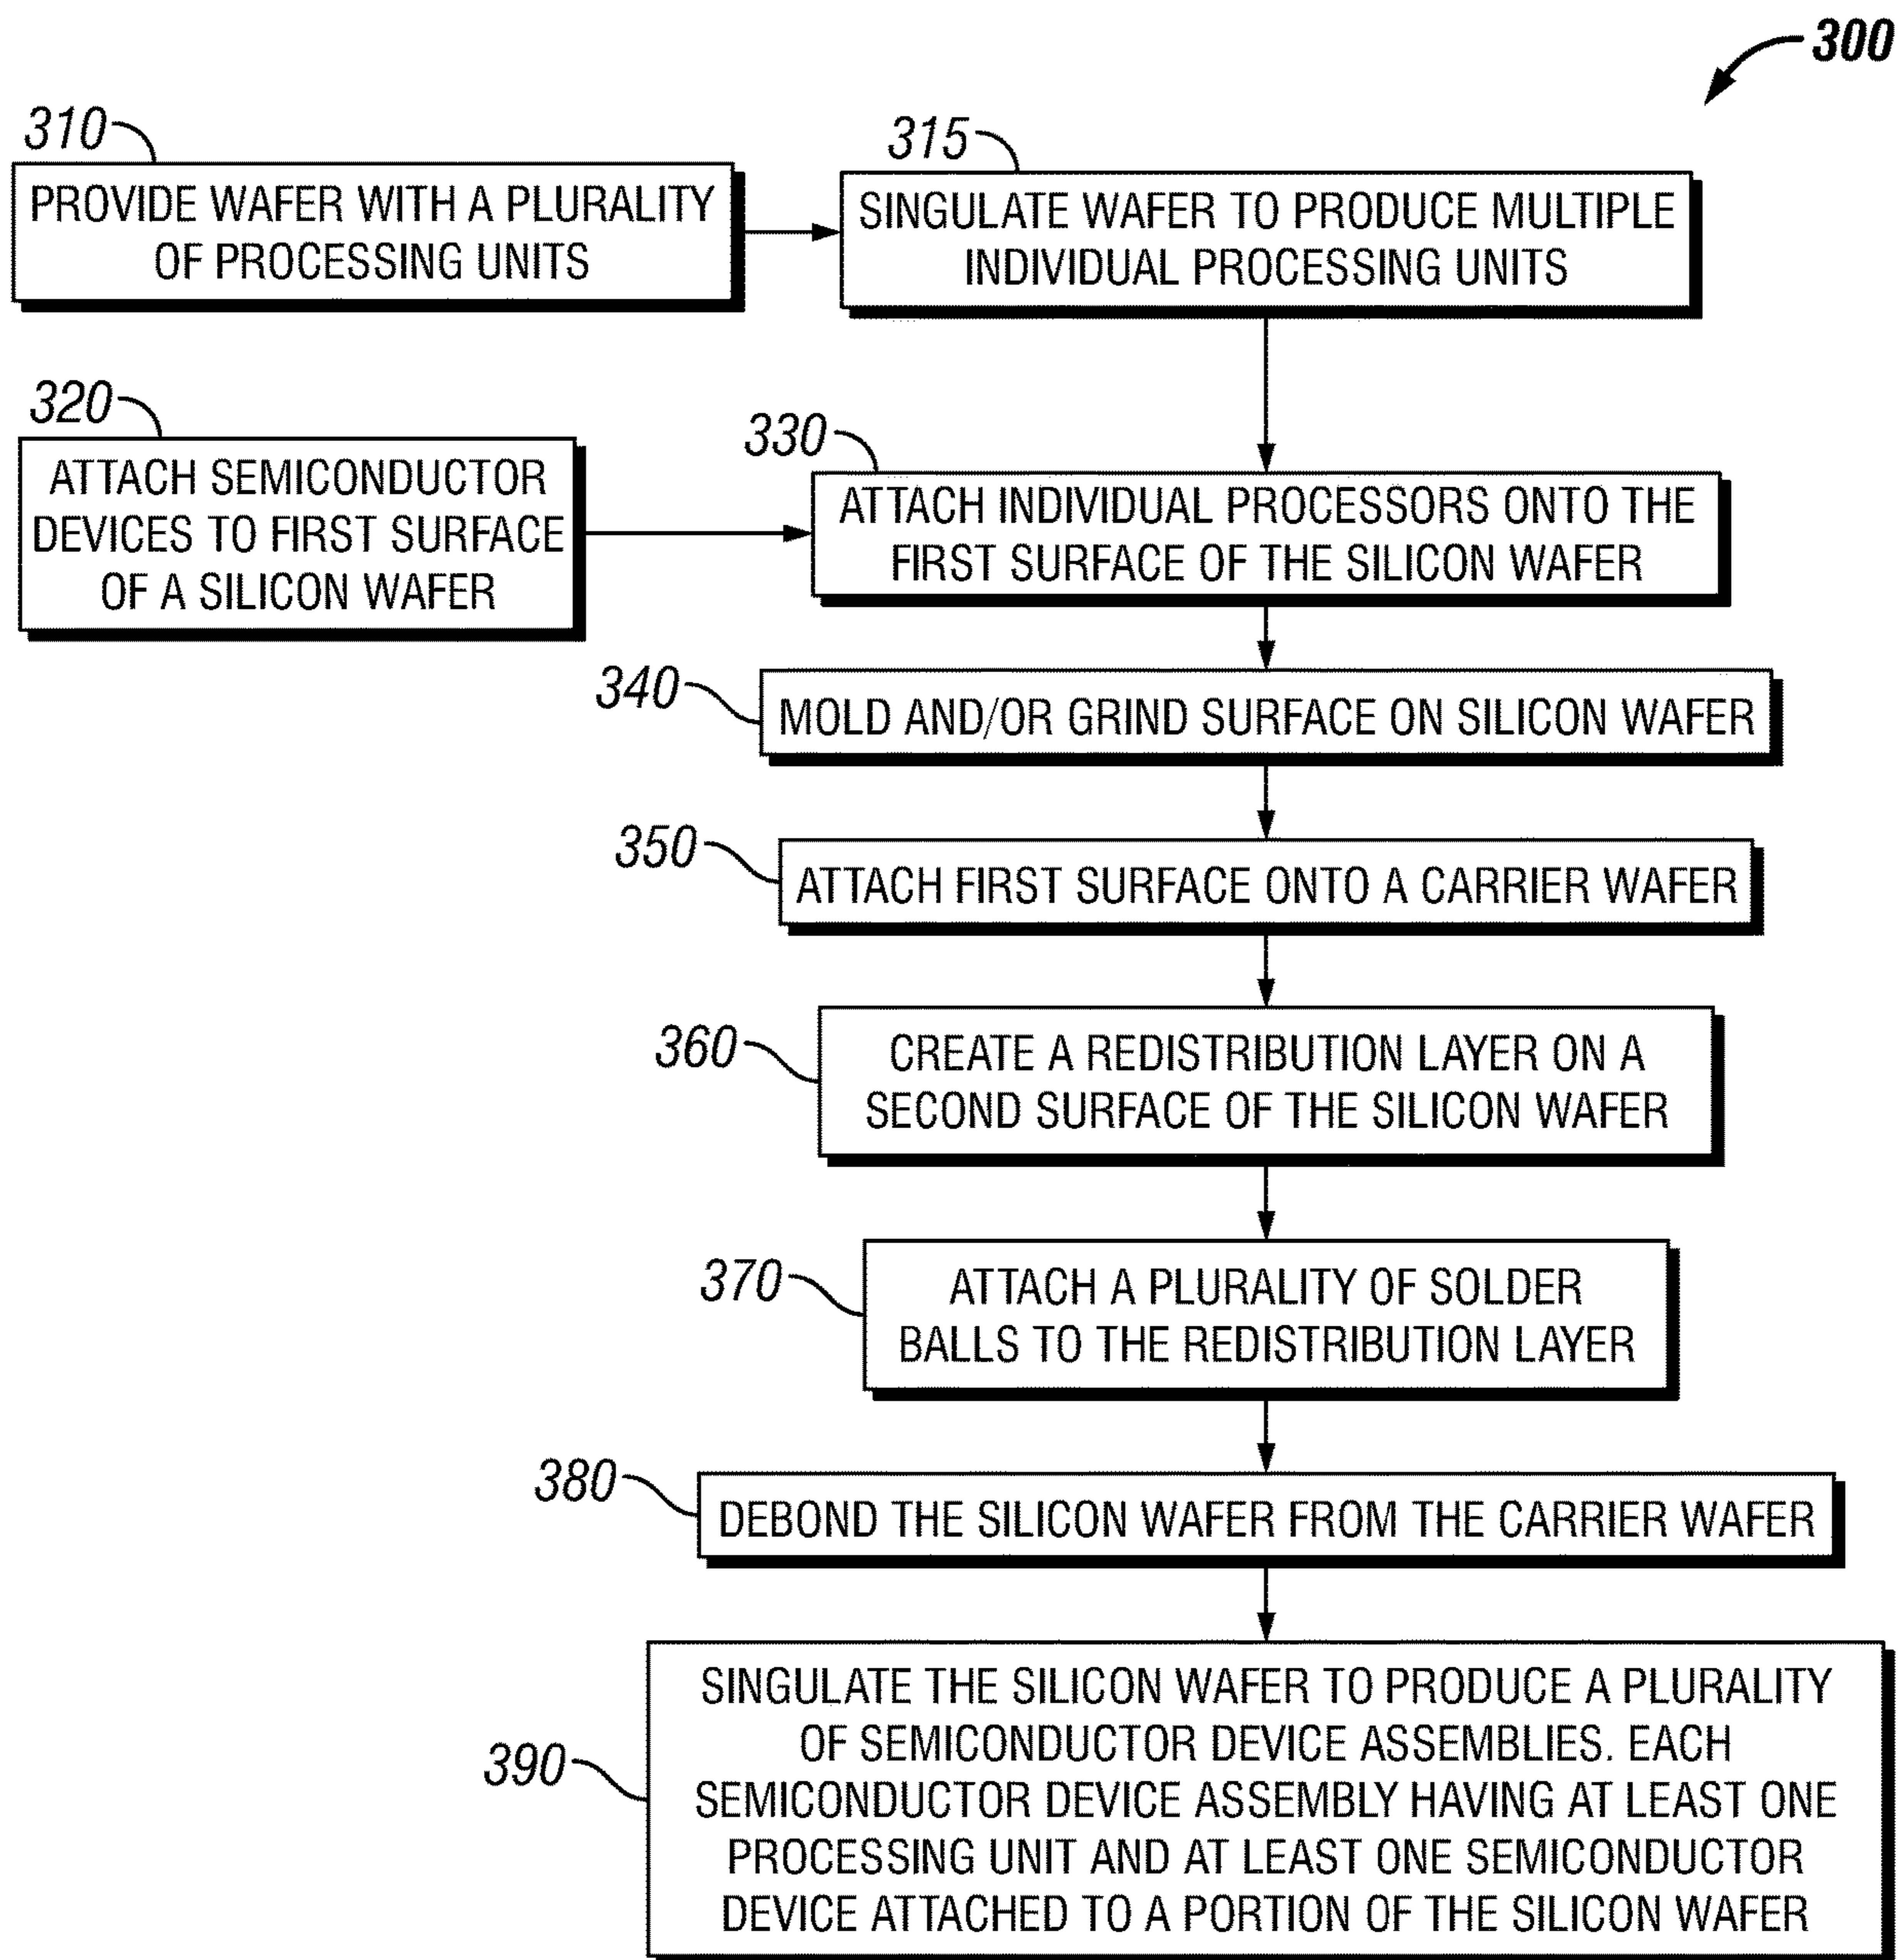 300
310
PROVIDE WAFER WITH A PLURALITY
OF PROCESSING UNITS
315
SINGULATE WAFER TO PRODUCE MULTIPLE
INDIVIDUAL PROCESSING UNITS
320
ATTACH SEMICONDUCTOR
DEVICES TO FIRST SURFACE
OF A SILICON WAFER
330
ATTACH INDIVIDUAL PROCESSORS ONTO THE
FIRST SURFACE OF THE SILICON WAFER
340
MOLD AND/OR GRIND SURFACE ON SILICON WAFER
350
ATTACH FIRST SURFACE ONTO A CARRIER WAFER
360
CREATE A REDISTRIBUTION LAYER ON A
SECOND SURFACE OF THE SILICON WAFER
370
ATTACH A PLURALITY OF SOLDER
BALLS TO THE REDISTRIBUTION LAYER
380
DEBOND THE SILICON WAFER FROM THE CARRIER WAFER
390
SINGULATE THE SILICON WAFER TO PRODUCE A PLURALITY
OF SEMICONDUCTOR DEVICE ASSEMBLIES. EACH
SEMICONDUCTOR DEVICE ASSEMBLY HAVING AT LEAST ONE
PROCESSING UNIT AND AT LEAST ONE SEMICONDUCTOR
DEVICE ATTACHED TO A PORTION OF THE SILICON WAFER